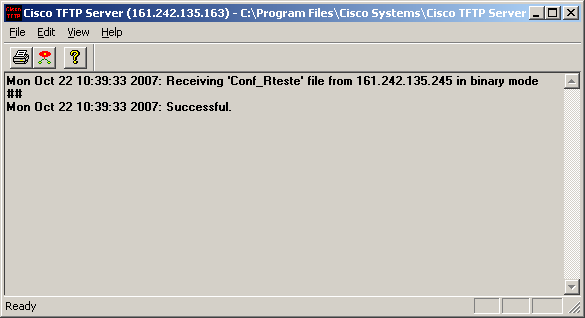 Cisco TFTP
Cisco TFTP Server (161.242.135.163) - C:\Program Files\Cisco Systems\Cisco TFTP Server
File Edit View Help
?
Mon Oct 22 10:39:33 2007: Receiving 'Conf_Rteste' file from 161.242.135.245 in binary mode
##
Mon Oct 22 10:39:33 2007: Successful.
Ready